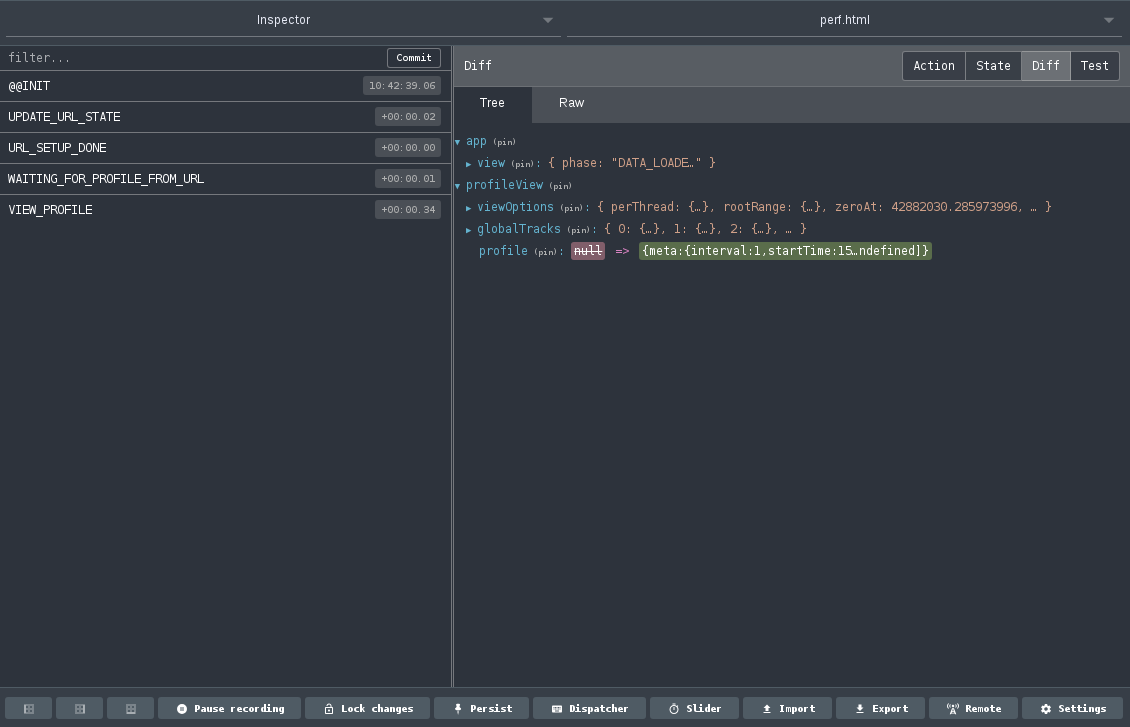 Inspector perf.html
filter... Commit
@@INIT 10:42:39.06
UPDATE_URL_STATE +00:00.02
URL_SETUP_DONE +00:00.00
WAITING_FOR_PROFILE_FROM_URL +00:00.01
VIEW_PROFILE +00:00.34
Diff Action State Diff Test
Tree Raw
▼ app (pin)
▶ view (pin): { phase: "DATA_LOADE…" }
▼ profileView (pin)
▶ viewOptions (pin): { perThread: {…}, rootRange: {…}, zeroAt: 42882030.285973996, … }
▶ globalTracks (pin): { 0: {…}, 1: {…}, 2: {…}, … }
profile (pin): null => {meta:{interval:1,startTime:15…ndefined]}
Pause recording Lock changes Persist Dispatcher Slider Import Export Remote Settings